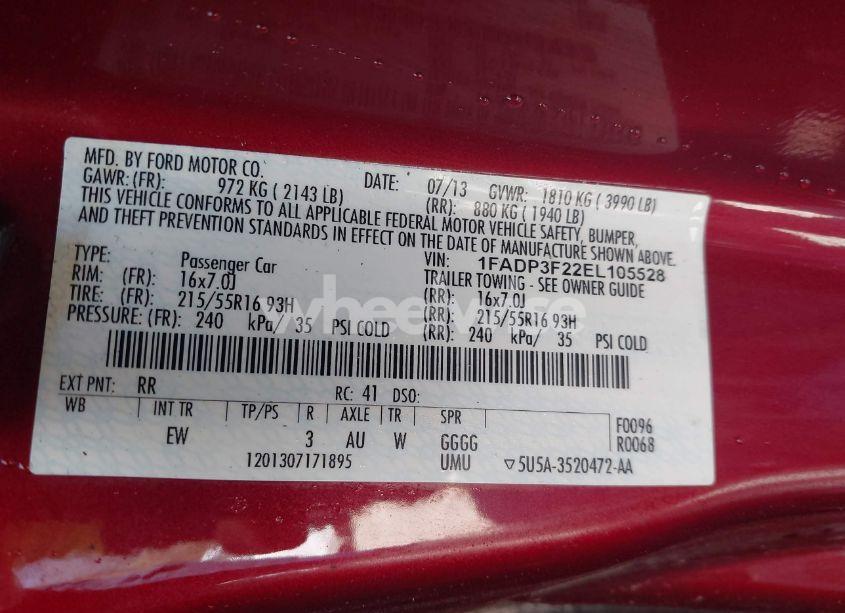 MFD. BY FORD MOTOR CO. DATE: 07/13 GVWR: 1810 KG ( 3990 LB)
GAWR: (FR): 972 KG ( 2143 LB) (RR): 880 KG ( 1940 LB)
THIS VEHICLE CONFORMS TO ALL APPLICABLE FEDERAL MOTOR VEHICLE SAFETY, BUMPER,
AND THEFT PREVENTION STANDARDS IN EFFECT ON THE DATE OF MANUFACTURE SHOWN ABOVE.
VIN: 1FADP3F22EL105528
TYPE: Passenger Car TRAILER TOWING - SEE OWNER GUIDE
RIM: 16x7.0J (RR): 16x7.0J
TIRE: 215/55R16 93H (RR): 215/55R16 93H
PRESSURE: (FR): 240 kPa/ 35 PSI COLD (RR): 240 kPa/ 35 PSI COLD
EXT PNT: RR RC: 41 DSO:
WB INT TR TP/PS R AXLE TR SPR F0096
EW 3 AU W GGGG R0068
1201307171895 UMU ▽5U5A-3520472-AA